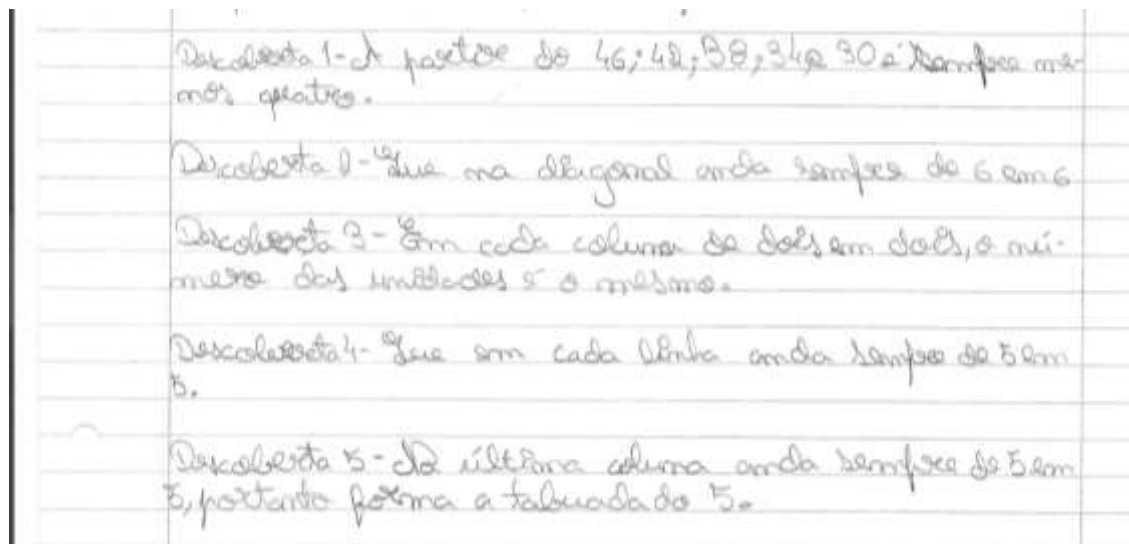 Descoberta 1- A partir do 46; 42; 38; 34 e 30 é sempre me-
nos quatro.
Descoberta 2- Que na diagonal anda sempre de 6 em 6
Descoberta 3- Em cada coluna de dois em dois, o nú-
mero das unidades é o mesmo.
Descoberta 4- Que em cada linha anda sempre de 5 em
5.
Descoberta 5- Na última coluna anda sempre de 5 em
5, portanto forma a tabuada do 5.